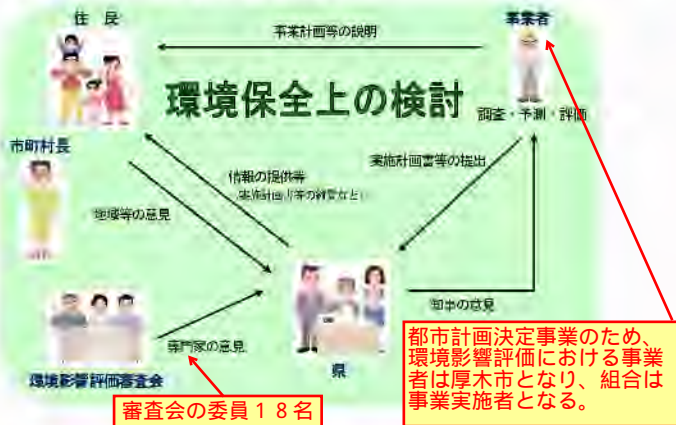 住 民
事業者
事業計画等の説明
環境保全上の検討
調査・予測・評価
市町村長
情報の提供等
実施計画書等の提出
地域等の意見
知事の意見
専門家の意見
環境影響評価審査会
県
都市計画決定事業のため、
環境影響評価における事業
者は厚木市となり、組合は
事業実施者となる。
審査会の委員18名